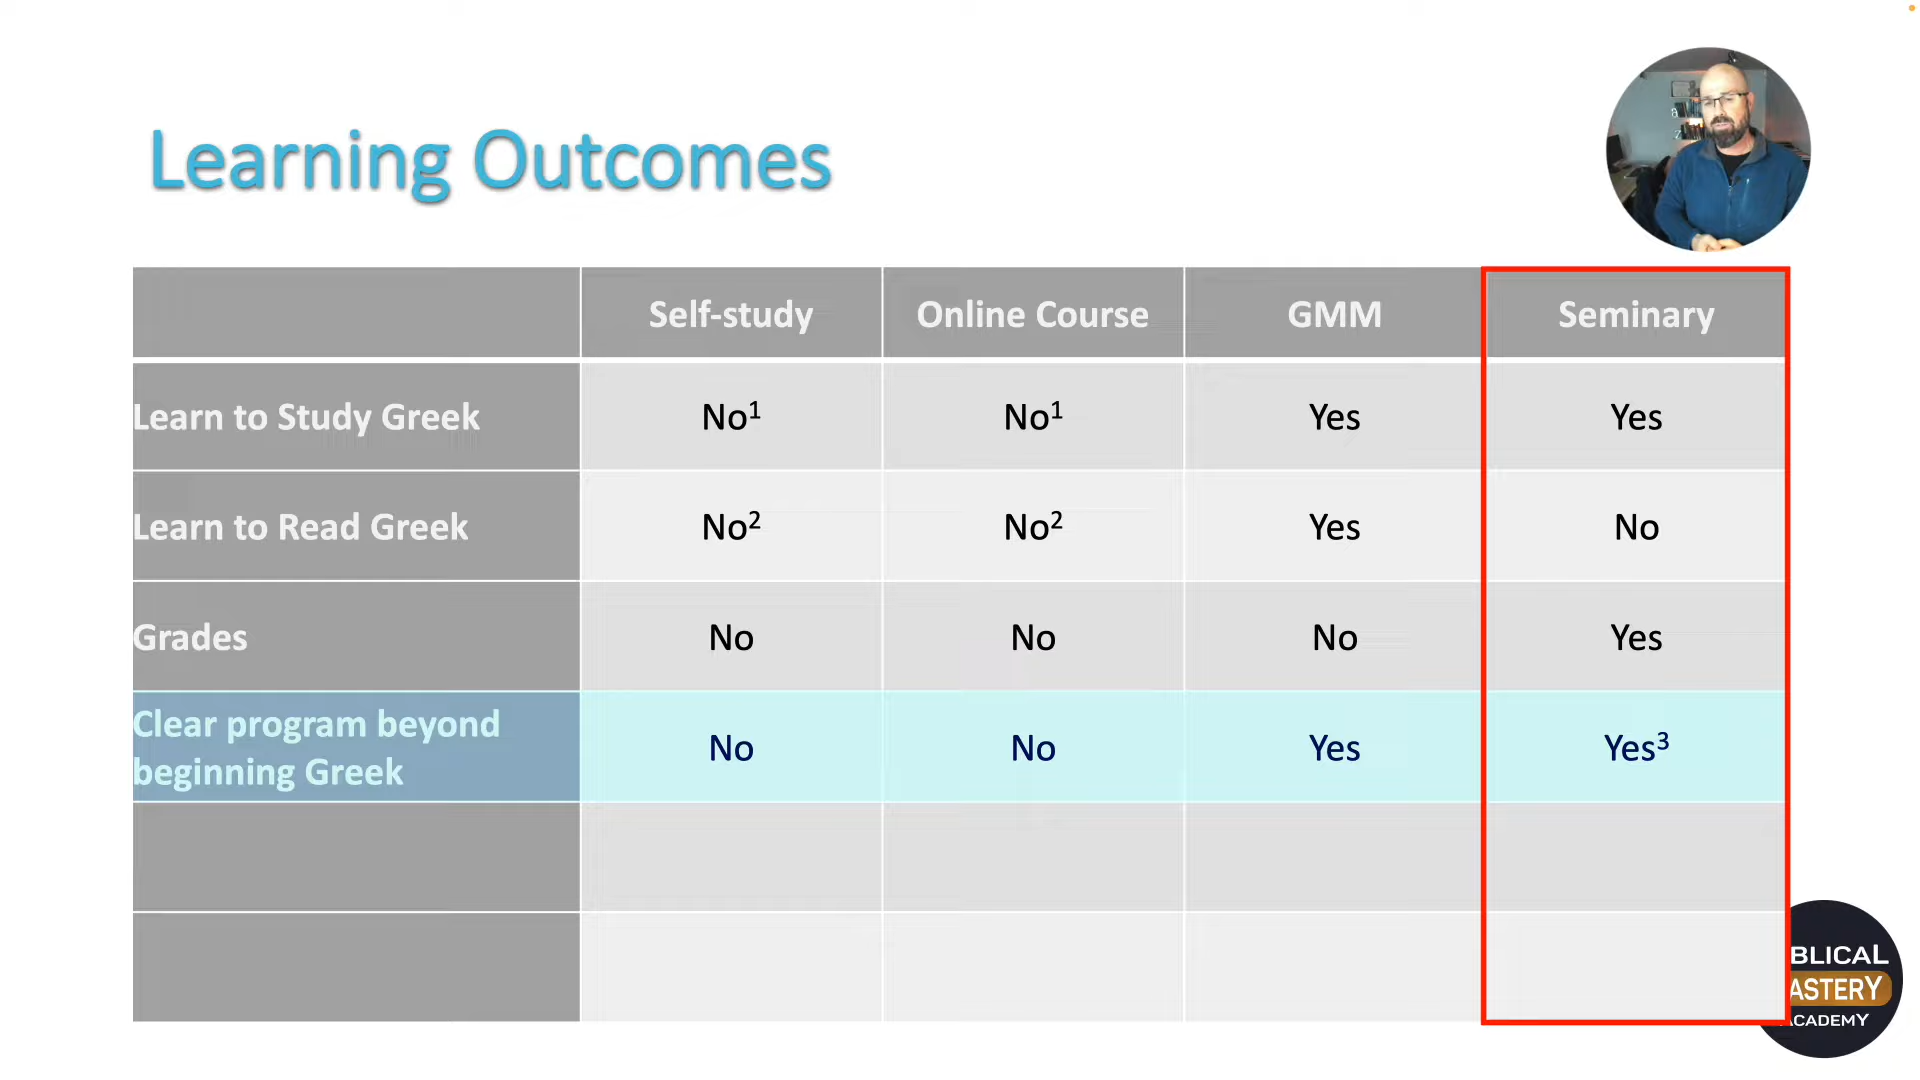 Learning Outcomes
Self-study Online Course GMM Seminary
Learn to Study Greek No¹ No¹ Yes Yes
Learn to Read Greek No² No² Yes No
Grades No No No Yes
Clear program beyond
beginning Greek No No Yes Yes³
BLICAL
ASTERY
ACADEMY